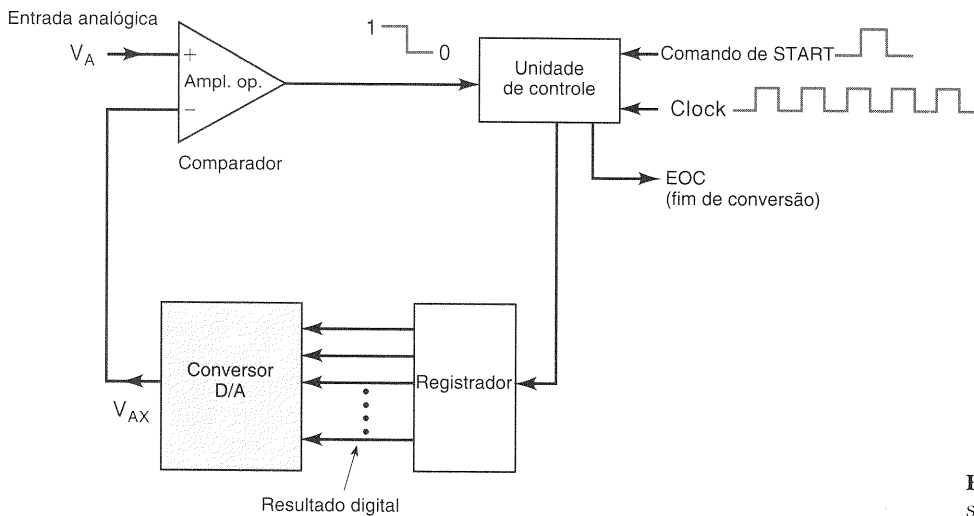 Entrada analógica
V_A
+
Ampl. op.
−
Comparador
1
0
Unidade
de controle
Comando de START
Clock
EOC
(fim de conversão)
Conversor
D/A
Registrador
V_AX
Resultado digital